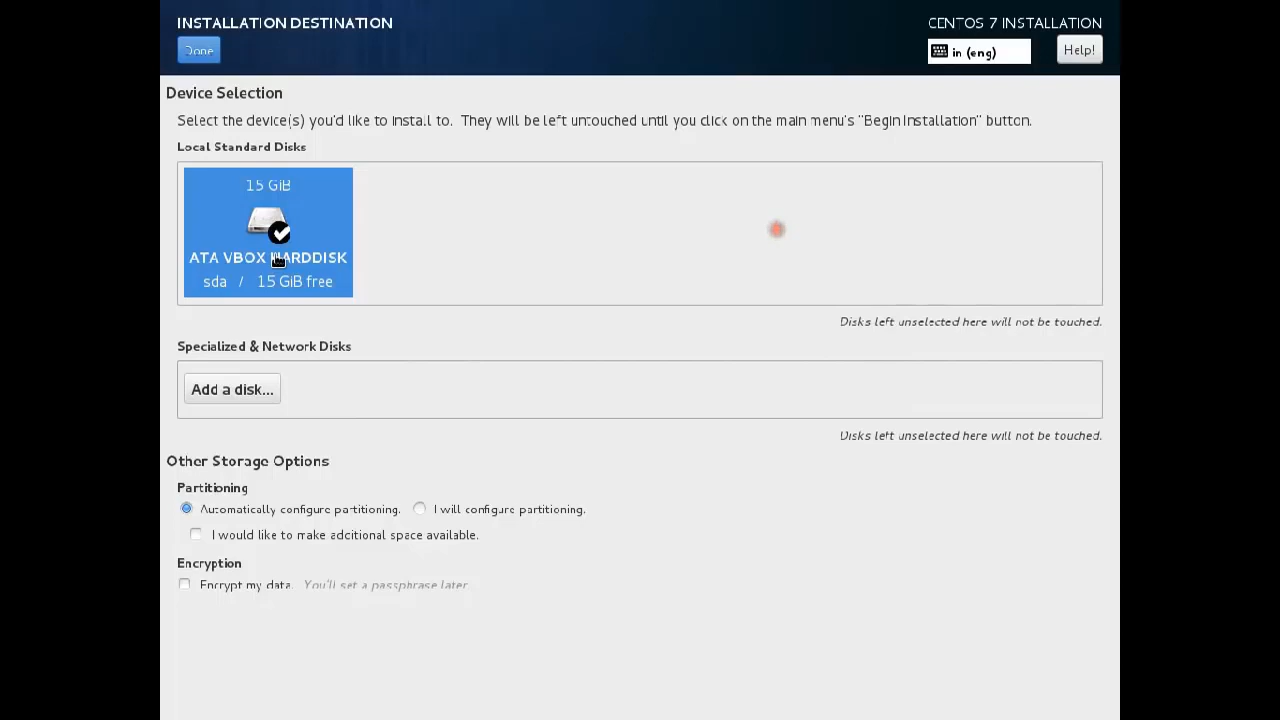 INSTALLATION DESTINATION
CENTOS 7 INSTALLATION
Done
in (eng)
Help!
Device Selection
Select the device(s) you'd like to install to. They will be left untouched until you click on the main menu's "Begin Installation" button.
Local Standard Disks
15 GiB
ATA VBOX HARDDISK
sda / 15 GiB free
Disks left unselected here will not be touched.
Specialized & Network Disks
Add a disk...
Disks left unselected here will not be touched.
Other Storage Options
Partitioning
Automatically configure partitioning. I will configure partitioning.
I would like to make additional space available.
Encryption
Encrypt my data. You'll set a passphrase later.